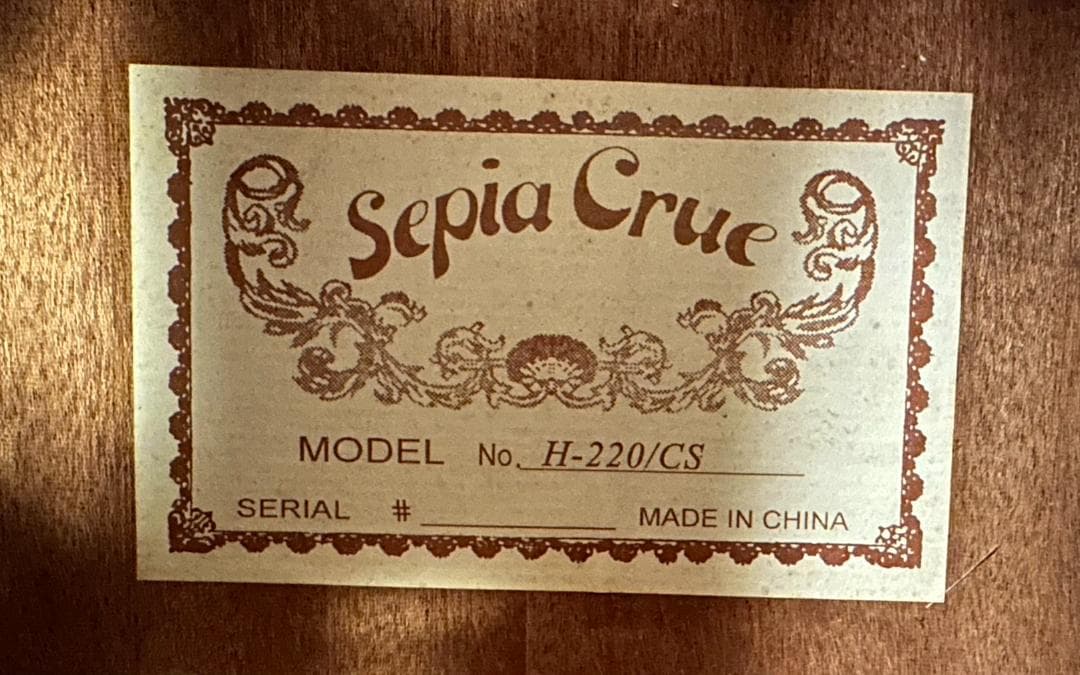 Sepia Crue
MODEL No. H-220/CS
SERIAL # MADE IN CHINA